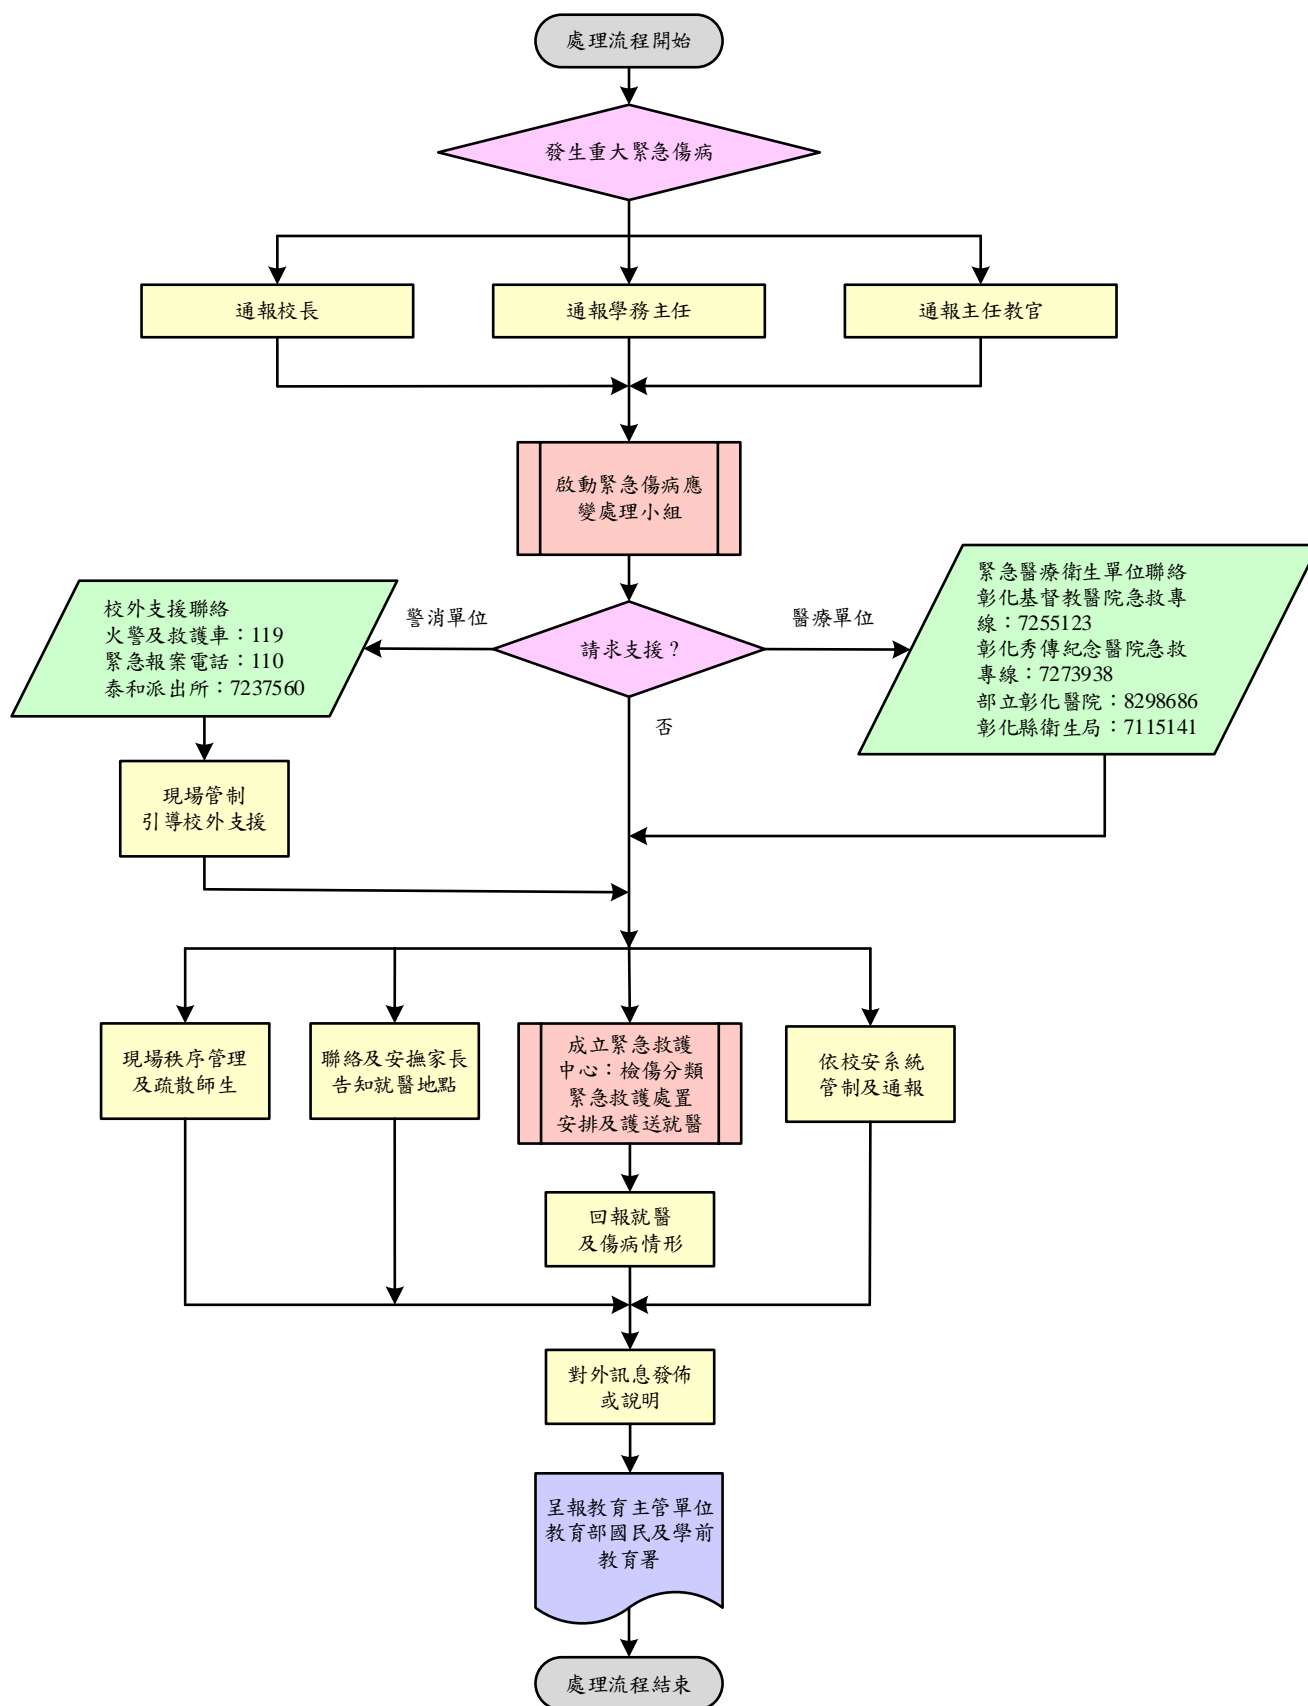 處理流程開始
發生重大緊急傷病
通報校長
通報學務主任
通報主任教官
啟動緊急傷病應
變處理小組
校外支援聯絡
火警及救護車：119
緊急報案電話：110
泰和派出所：7237560
警消單位
請求支援？
醫療單位
緊急醫療衛生單位聯絡
彰化基督教醫院急救專
線：7255123
彰化秀傳紀念醫院急救
專線：7273938
部立彰化醫院：8298686
彰化縣衛生局：7115141
否
現場管制
引導校外支援
現場秩序管理
及疏散師生
聯絡及安撫家長
告知就醫地點
成立緊急救護
中心：檢傷分類
緊急救護處置
安排及護送就醫
依校安系統
管制及通報
回報就醫
及傷病情形
對外訊息發佈
或說明
呈報教育主管單位
教育部國民及學前
教育署
處理流程結束